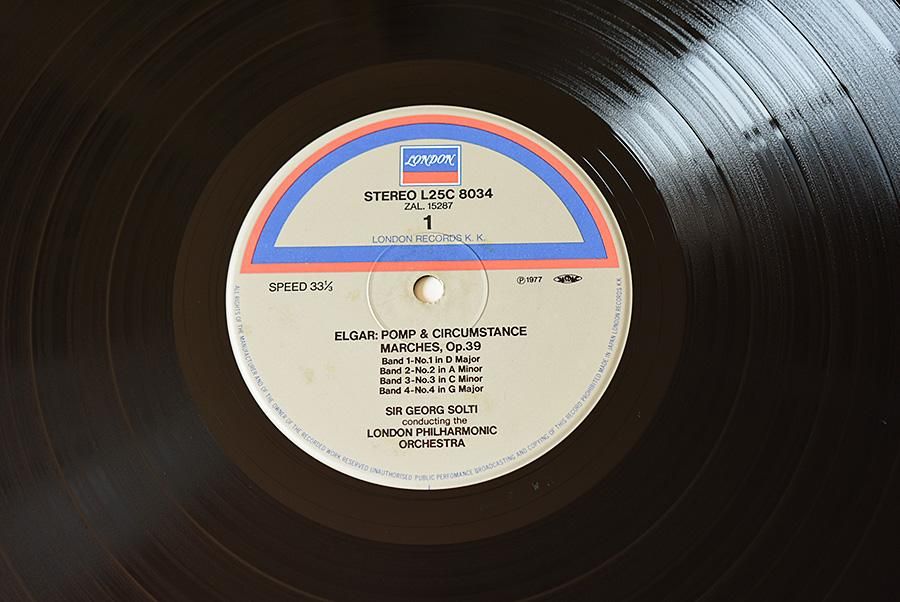 LONDON
STEREO L25C 8034
ZAL. 15287
1
LONDON RECORDS K. K.
SPEED 33⅓
Ⓟ1977
ELGAR: POMP & CIRCUMSTANCE
MARCHES, Op.39
Band 1-No.1 in D Major
Band 2-No.2 in A Minor
Band 3-No.3 in C Minor
Band 4-No.4 in G Major
SIR GEORG SOLTI
conducting the
LONDON PHILHARMONIC
ORCHESTRA
ALL RIGHTS OF THE MANUFACTURER AND OF THE OWNER OF THE RECORDED WORK RESERVED UNAUTHORISED PUBLIC PERFOMANCE BROADCASTING AND COPYING OF THIS RECORD PROHIBITED MADE IN JAPAN LONDON RECORDS K.K.